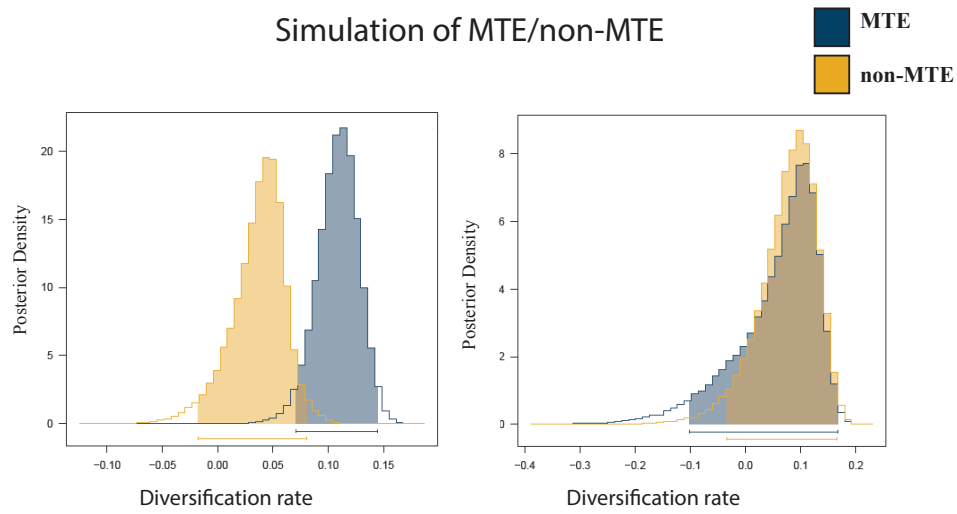 Simulation of MTE/non-MTE
MTE
non-MTE
Posterior Density
20
15
10
5
0
−0.10 −0.05 0.00 0.05 0.10 0.15
Diversification rate
Posterior Density
8
6
4
2
0
−0.4 −0.3 −0.2 −0.1 0.0 0.1 0.2
Diversification rate